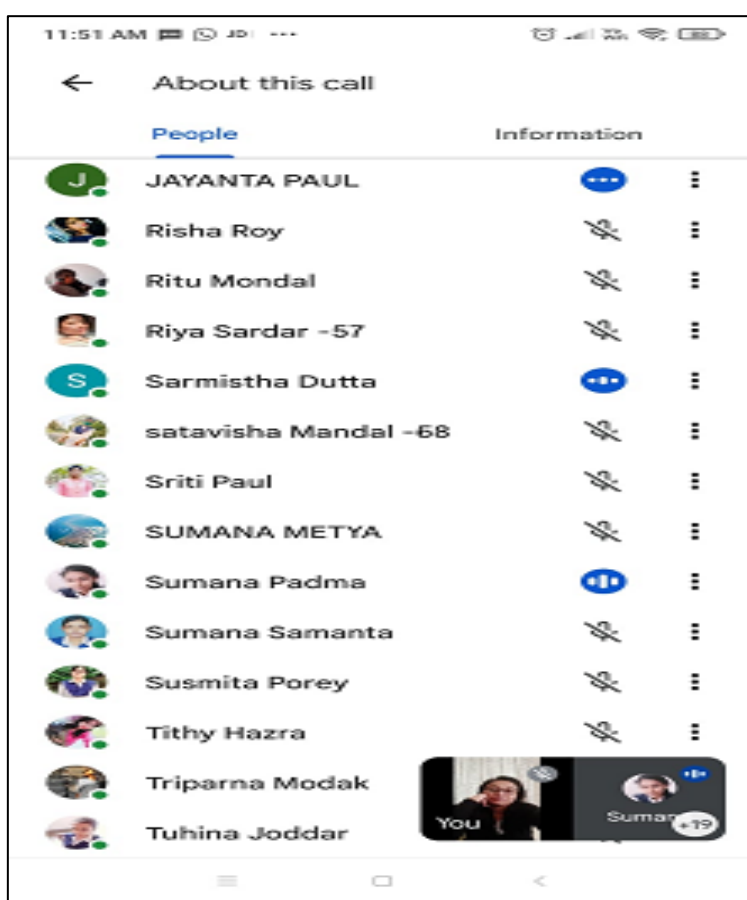 11:51 AM
About this call
People Information
J JAYANTA PAUL
Risha Roy
Ritu Mondal
Riya Sardar -57
S Sarmistha Dutta
satavisha Mandal -68
Sriti Paul
SUMANA METYA
Sumana Padma
Sumana Samanta
Susmita Porey
Tithy Hazra
Triparna Modak
You Suman +19
Tuhina Joddar